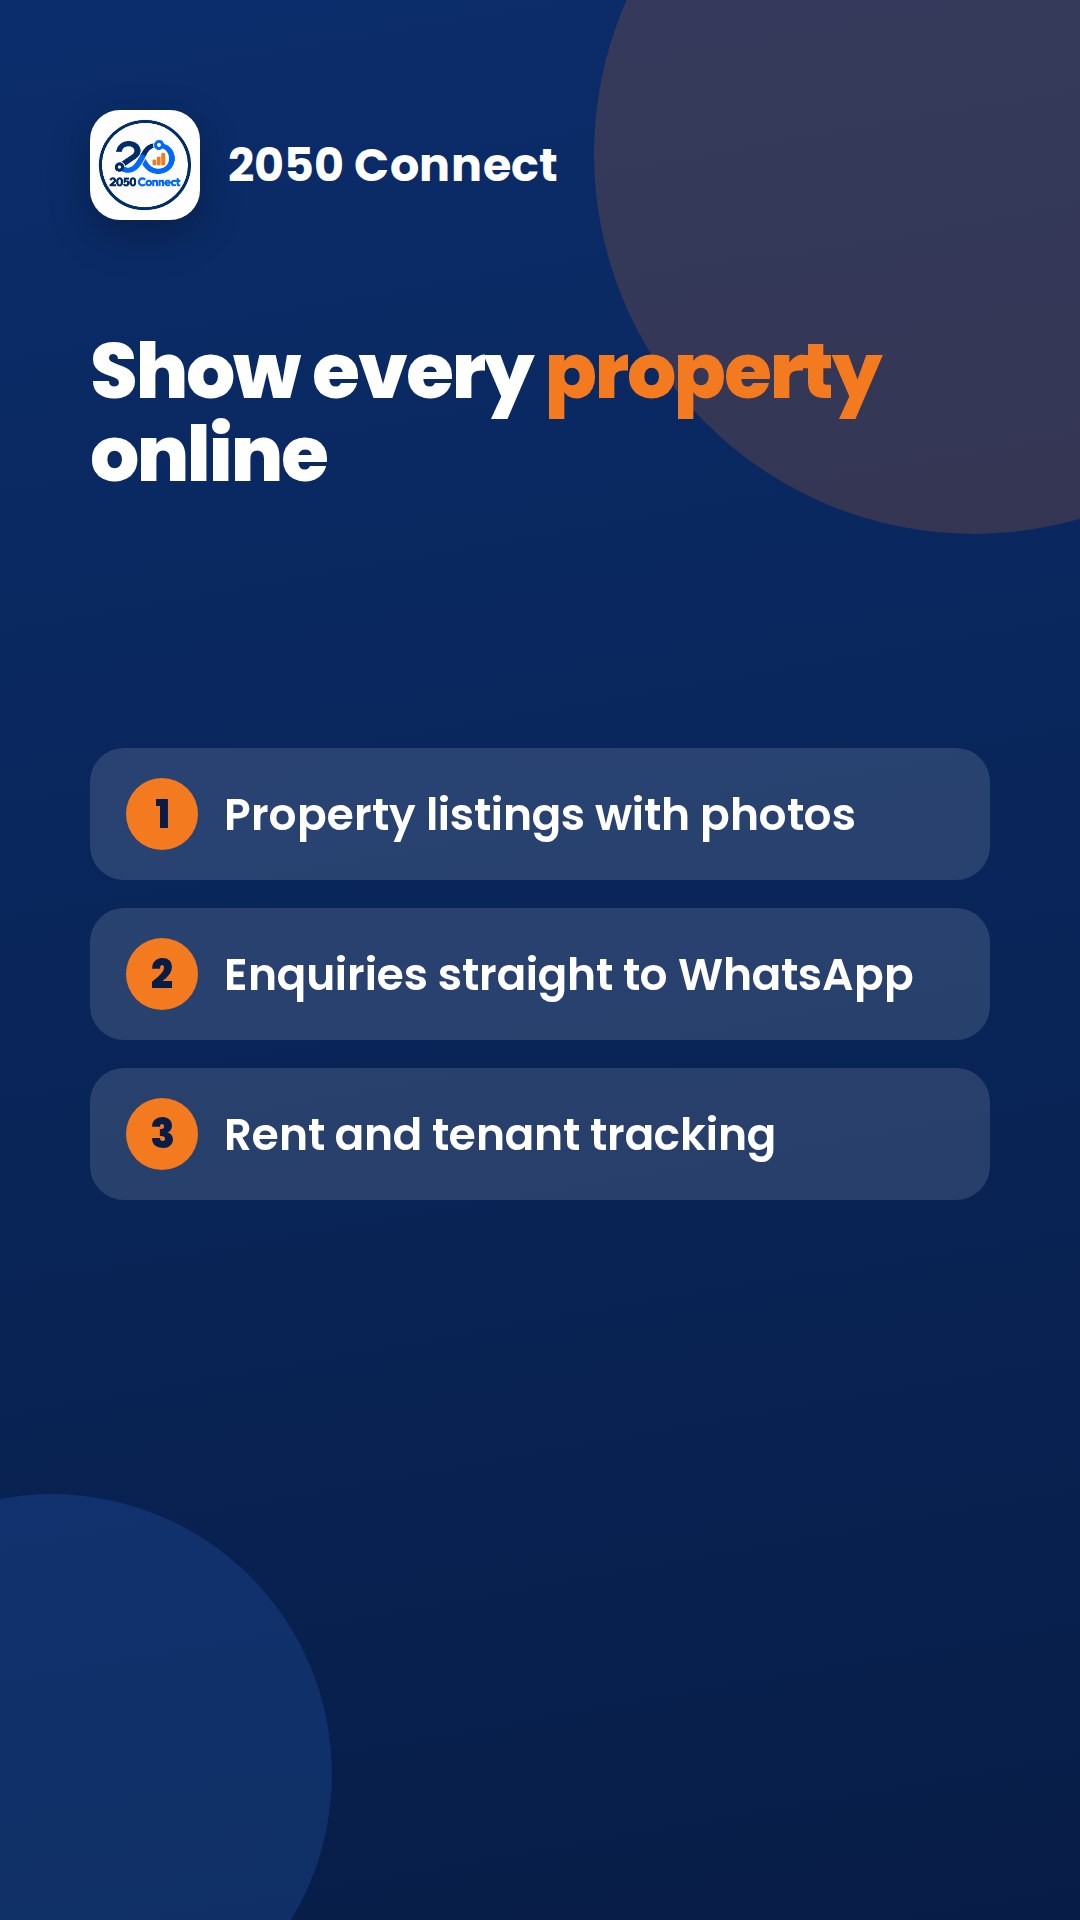 2050 Connect
2050 Connect
Show every property
online
1 Property listings with photos
2 Enquiries straight to WhatsApp
3 Rent and tenant tracking